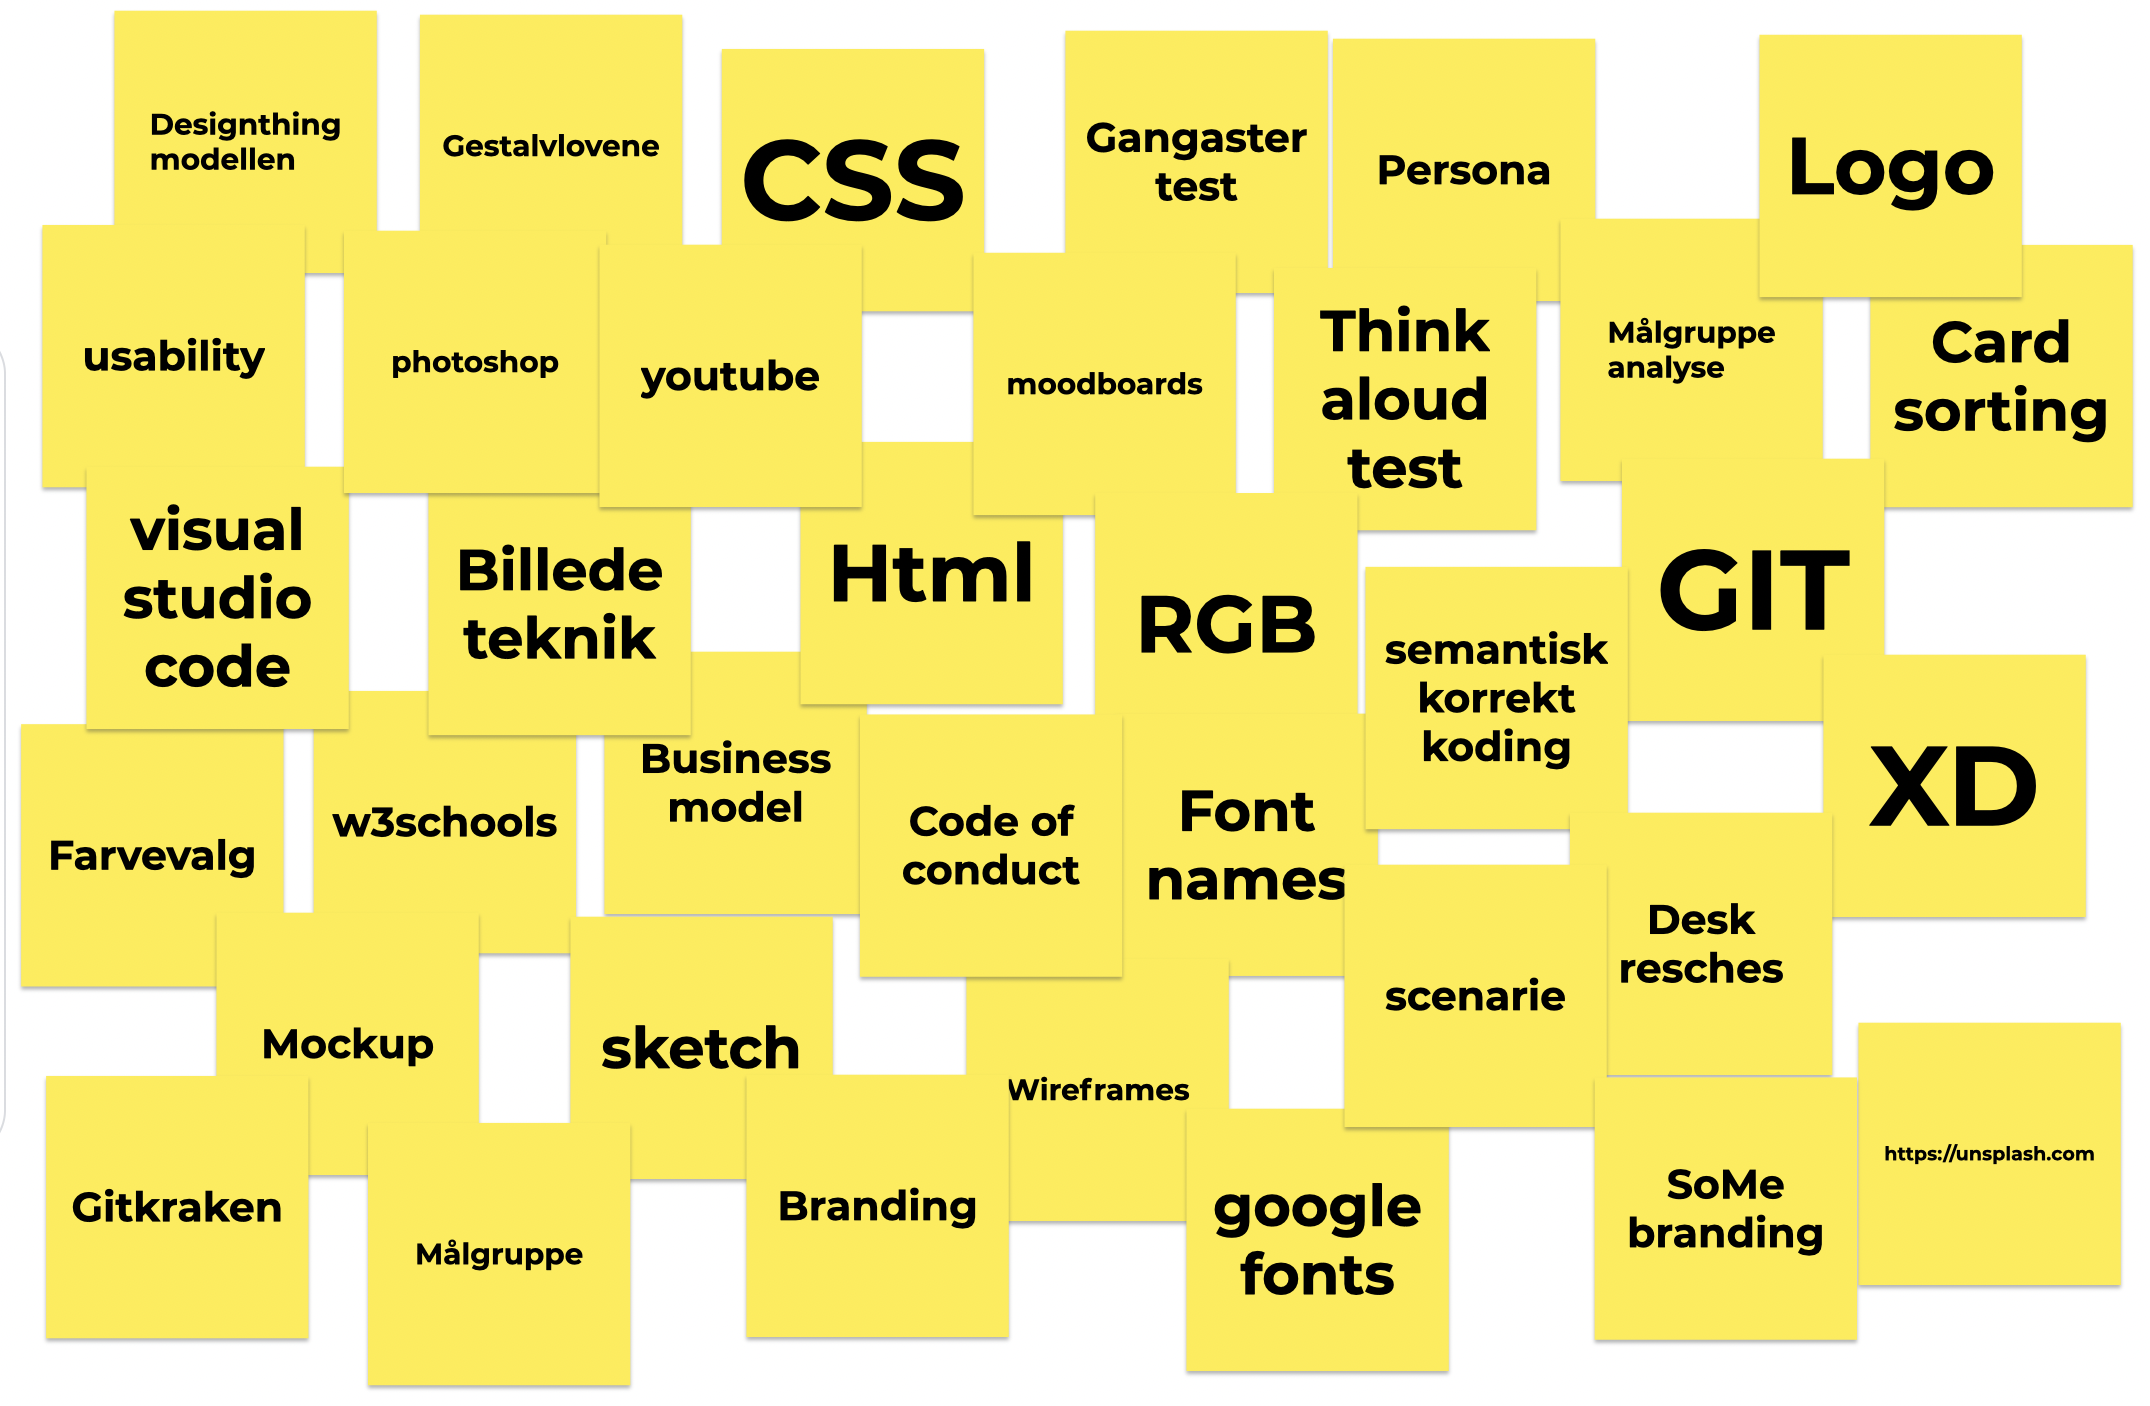 Designthing
modellen
Gestalvlovene
CSS
Gangaster
test
Persona
Logo
usability
photoshop
youtube
moodboards
Think
aloud
test
Målgruppe
analyse
Card
sorting
visual
studio
code
Billede
teknik
Html
RGB
semantisk
korrekt
koding
GIT
Farvevalg
w3schools
Business
model
Code of
conduct
Font
names
XD
Mockup
sketch
Wireframes
scenarie
Desk
resches
Gitkraken
Målgruppe
Branding
google
fonts
SoMe
branding
https://unsplash.com